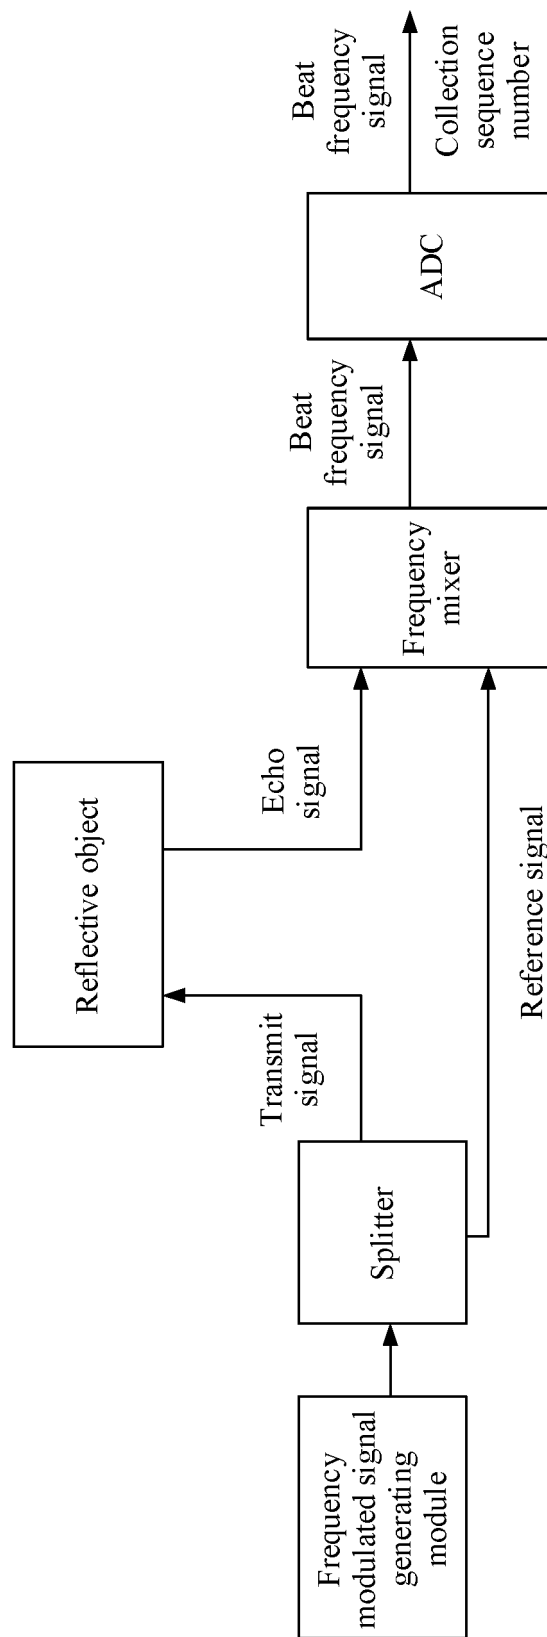 Frequency
modulated signal
generating
module
Splitter
Transmit
signal
Reflective object
Echo
signal
Reference signal
Frequency
mixer
Beat
frequency
signal
ADC
Beat
frequency
signal
Collection
sequence
number